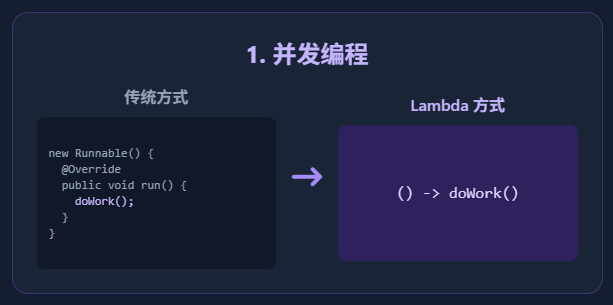 1. 并发编程
传统方式
new Runnable() {
  @Override
  public void run() {
    doWork();
  }
}
Lambda 方式
() -> doWork()